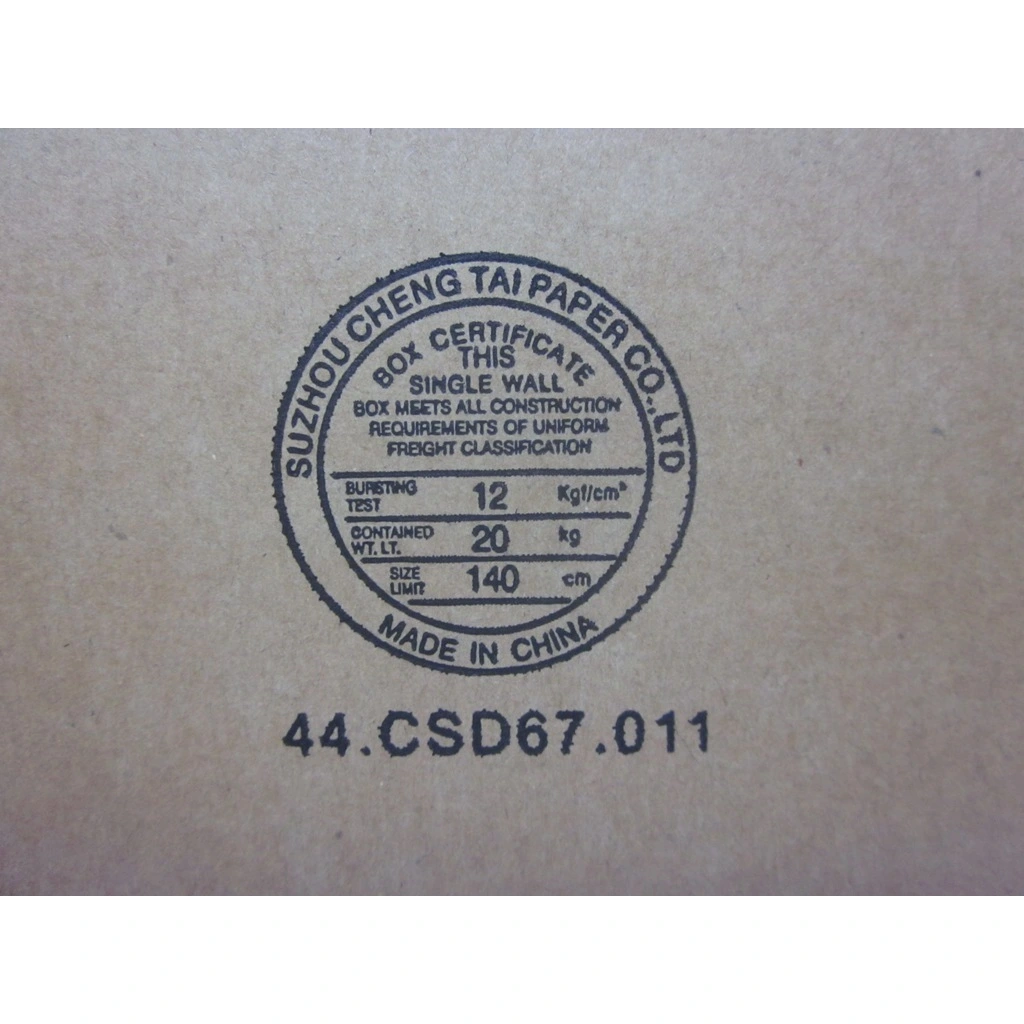 SUZHOU CHENG TAI PAPER CO.,LTD
BOX CERTIFICATE
THIS
SINGLE WALL
BOX MEETS ALL CONSTRUCTION
REQUIREMENTS OF UNIFORM
FREIGHT CLASSIFICATION
BURSTING TEST 12 Kgf/cm²
CONTAINED WT. LT. 20 kg
SIZE LIMIT 140 cm
MADE IN CHINA
44.CSD67.011